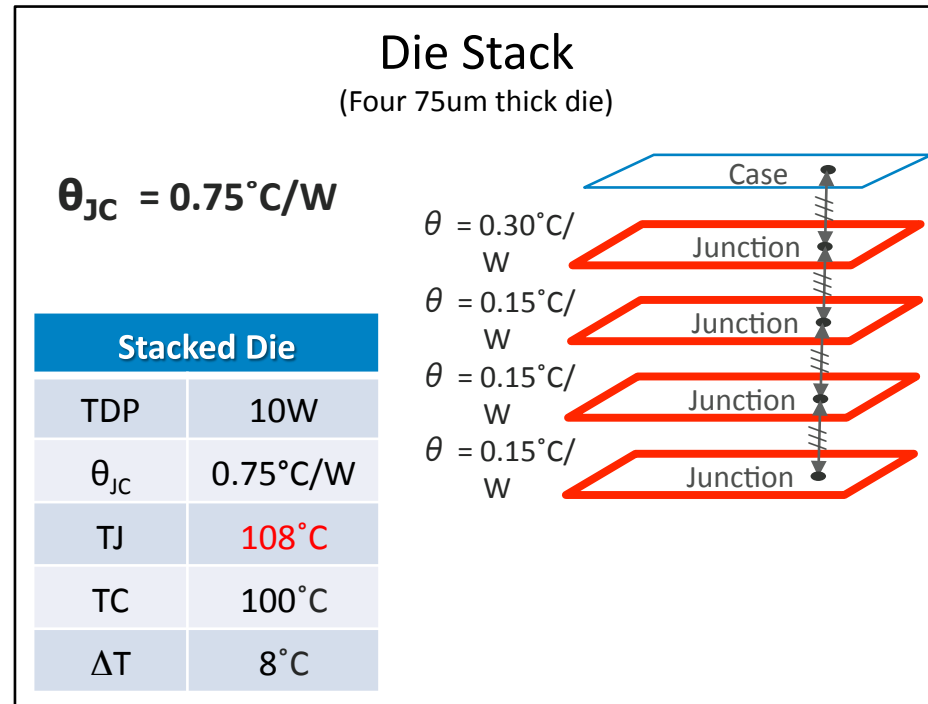 Die Stack
(Four 75um thick die)
θJC = 0.75˚C/W
Stacked Die
TDP 10W
θJC 0.75°C/W
TJ 108˚C
TC 100˚C
ΔT 8˚C
Case
θ = 0.30˚C/
W
Junction
θ = 0.15˚C/
W
Junction
θ = 0.15˚C/
W
Junction
θ = 0.15˚C/
W
Junction